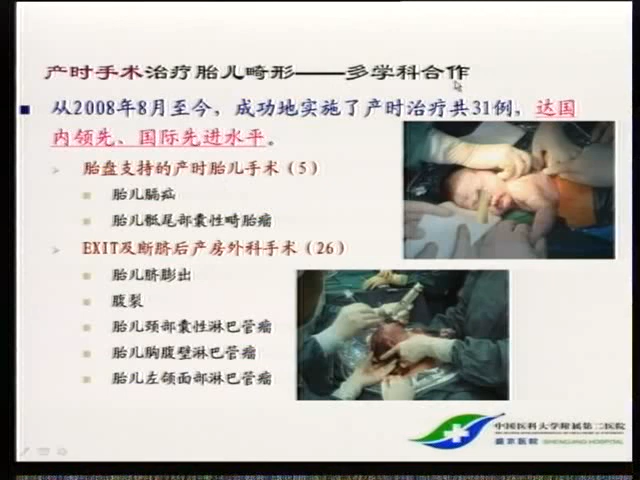 产时手术治疗胎儿畸形——多学科合作
从2008年8月至今，成功地实施了产时治疗共31例，达国
内领先、国际先进水平。
胎盘支持的产时胎儿手术（5）
胎儿膈疝
胎儿骶尾部囊性畸胎瘤
EXIT及断脐后产房外科手术（26）
胎儿脐膨出
腹裂
胎儿颈部囊性淋巴管瘤
胎儿胸腹壁淋巴管瘤
胎儿左颌面部淋巴管瘤
中国医科大学附属第二医院
盛京医院 SHENGJING HOSPITAL